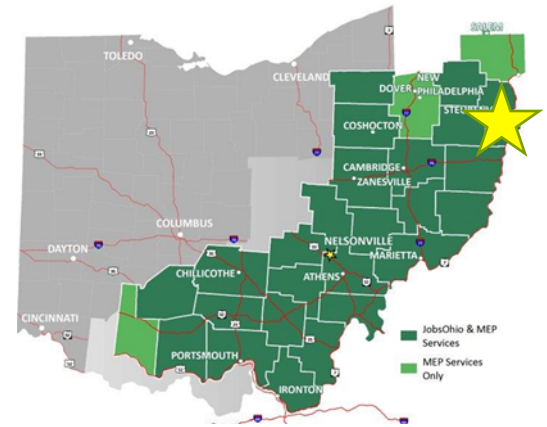 SALEM
TOLEDO
CLEVELAND
NEW
DOVER
PHILADELPHIA
COSHOCTON
CAMBRIDGE
ZANESVILLE
COLUMBUS
NELSONVILLE
DAYTON
MARIETTA
CHILLICOTHE
ATHENS
CINCINNATI
PORTSMOUTH
IRONTON
JobsOhio & MEP
Services
MEP Services
Only